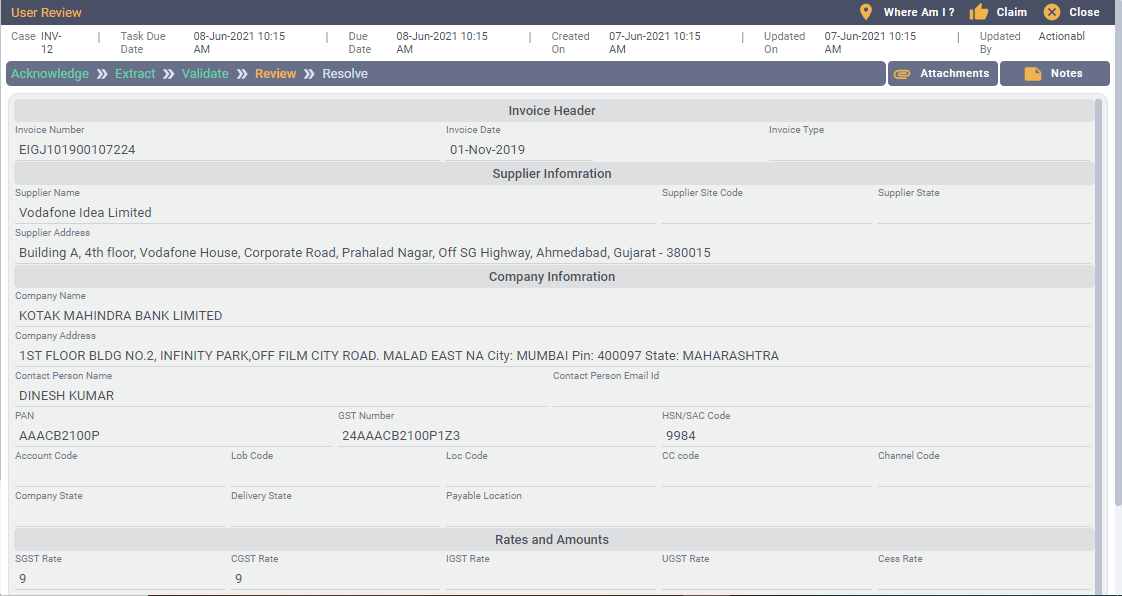 User Review Where Am I ? Claim Close
Case INV-12 | Task Due Date 08-Jun-2021 10:15 AM | Due Date 08-Jun-2021 10:15 AM | Created On 07-Jun-2021 10:15 AM | Updated On 07-Jun-2021 10:15 AM | Updated By Actionabl
Acknowledge » Extract » Validate » Review » Resolve Attachments Notes
Invoice Header
Invoice Number Invoice Date Invoice Type
EIGJ101900107224 01-Nov-2019
Supplier Infomration
Supplier Name Supplier Site Code Supplier State
Vodafone Idea Limited
Supplier Address
Building A, 4th floor, Vodafone House, Corporate Road, Prahalad Nagar, Off SG Highway, Ahmedabad, Gujarat - 380015
Company Infomration
Company Name
KOTAK MAHINDRA BANK LIMITED
Company Address
1ST FLOOR BLDG NO.2, INFINITY PARK,OFF FILM CITY ROAD. MALAD EAST NA City: MUMBAI Pin: 400097 State: MAHARASHTRA
Contact Person Name Contact Person Email Id
DINESH KUMAR
PAN GST Number HSN/SAC Code
AAACB2100P 24AAACB2100P1Z3 9984
Account Code Lob Code Loc Code CC code Channel Code
Company State Delivery State Payable Location
Rates and Amounts
SGST Rate CGST Rate IGST Rate UGST Rate Cess Rate
9 9